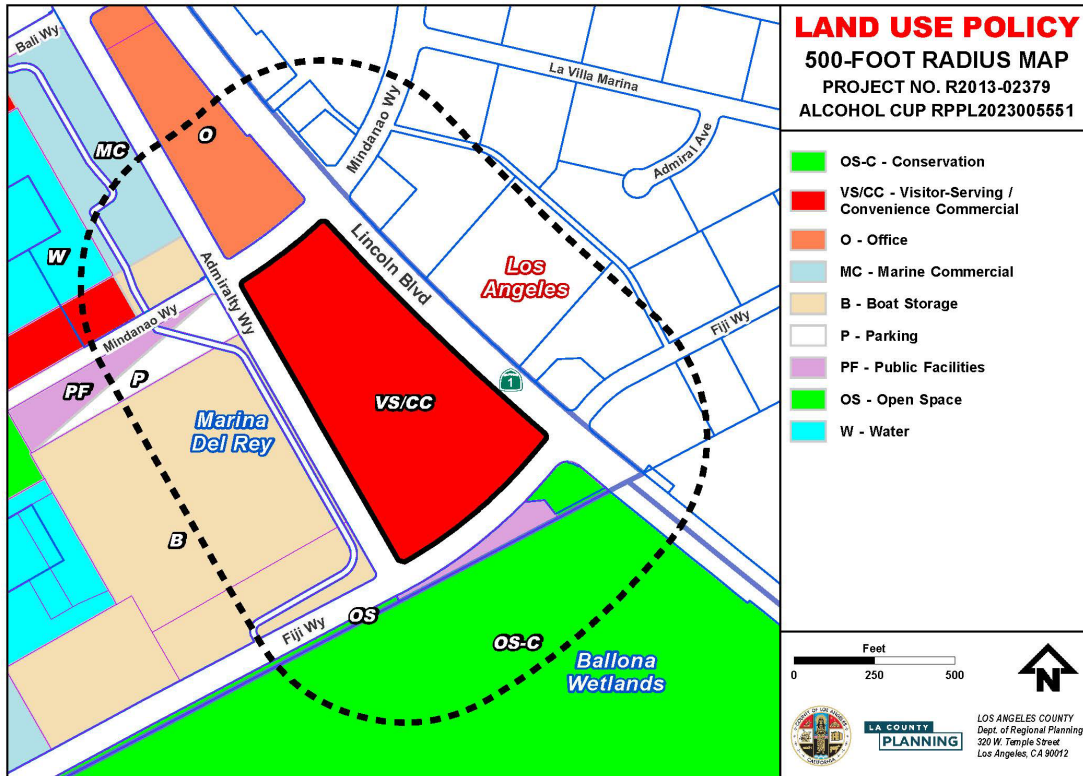 LAND USE POLICY
500-FOOT RADIUS MAP
PROJECT NO. R2013-02379
ALCOHOL CUP RPPL2023005551
OS-C - Conservation
VS/CC - Visitor-Serving /
Convenience Commercial
O - Office
MC - Marine Commercial
B - Boat Storage
P - Parking
PF - Public Facilities
OS - Open Space
W - Water
Bali Wy
La Villa Marina
Mindanao Wy
Admiral Ave
O
MC
W
Lincoln Blvd
Los
Angeles
Admiralty Wy
Mindanao Wy
Fiji Wy
1
PF
P
VS/CC
Marina
Del Rey
B
OS
Fiji Wy
OS-C
Ballona
Wetlands
Feet
0
250
500
N
LA COUNTY
PLANNING
LOS ANGELES COUNTY
Dept. of Regional Planning
320 W. Temple Street
Los Angeles, CA 90012